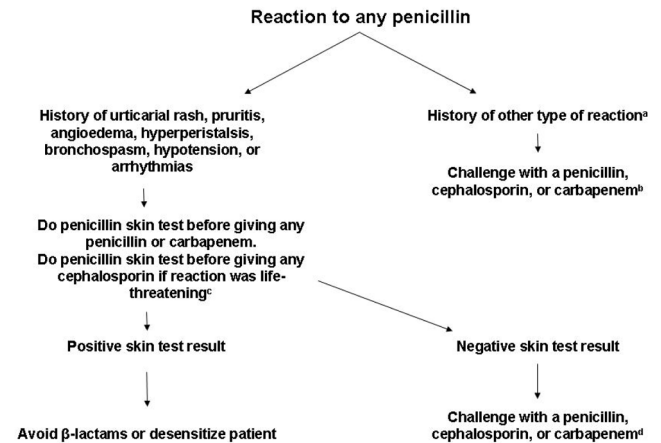 Reaction to any penicillin
History of urticarial rash, pruritis,
angioedema, hyperperistalsis,
bronchospasm, hypotension, or
arrhythmias
History of other type of reactionᵃ
Challenge with a penicillin,
cephalosporin, or carbapenemᵇ
Do penicillin skin test before giving any
penicillin or carbapenem.
Do penicillin skin test before giving any
cephalosporin if reaction was life-
threateningᶜ
Positive skin test result
Negative skin test result
Avoid β-lactams or desensitize patient
Challenge with a penicillin,
cephalosporin, or carbapenemᵈ